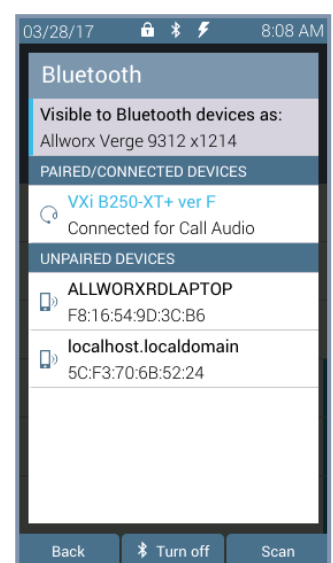 03/28/17 8:08 AM
Bluetooth
Visible to Bluetooth devices as:
Allworx Verge 9312 x1214
PAIRED/CONNECTED DEVICES
VXi B250-XT+ ver F
Connected for Call Audio
UNPAIRED DEVICES
ALLWORXRDLAPTOP
F8:16:54:9D:3C:B6
localhost.localdomain
5C:F3:70:6B:52:24
Back Turn off Scan